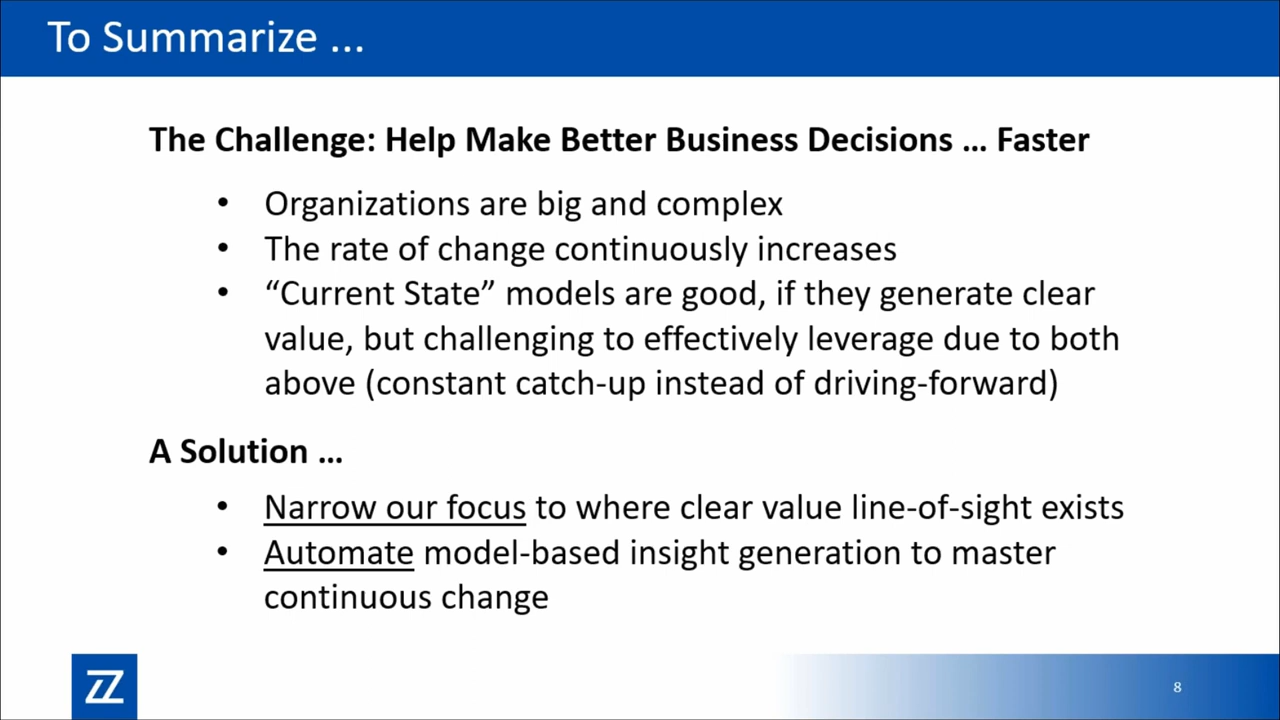 To Summarize ...
The Challenge: Help Make Better Business Decisions ... Faster
• Organizations are big and complex
• The rate of change continuously increases
• “Current State” models are good, if they generate clear
value, but challenging to effectively leverage due to both
above (constant catch-up instead of driving-forward)
A Solution ...
• Narrow our focus to where clear value line-of-sight exists
• Automate model-based insight generation to master
continuous change
ZZ
8